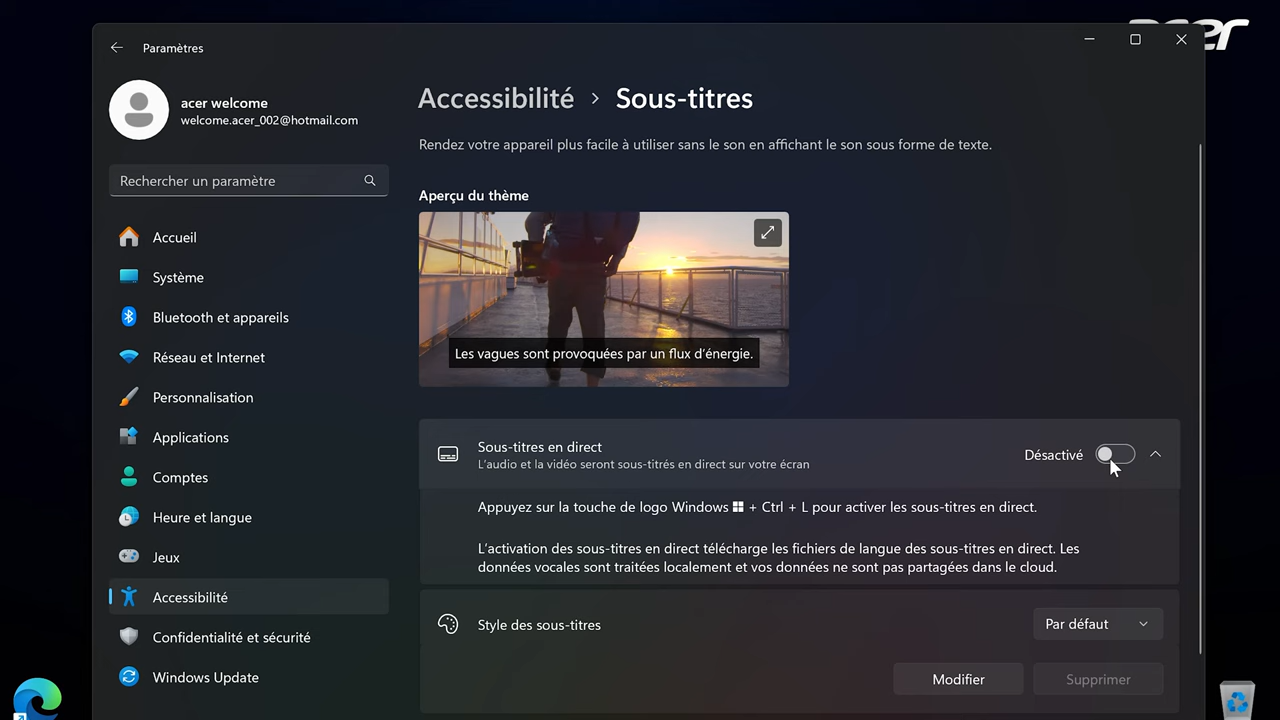 acer
Paramètres
acer welcome
welcome.acer_002@hotmail.com
Rechercher un paramètre
Accueil
Système
Bluetooth et appareils
Réseau et Internet
Personnalisation
Applications
Comptes
Heure et langue
Jeux
Accessibilité
Confidentialité et sécurité
Windows Update
Accessibilité > Sous-titres
Rendez votre appareil plus facile à utiliser sans le son en affichant le son sous forme de texte.
Aperçu du thème
Les vagues sont provoquées par un flux d'énergie.
Sous-titres en direct
L'audio et la vidéo seront sous-titrés en direct sur votre écran
Désactivé
Appuyez sur la touche de logo Windows + Ctrl + L pour activer les sous-titres en direct.
L'activation des sous-titres en direct télécharge les fichiers de langue des sous-titres en direct. Les
données vocales sont traitées localement et vos données ne sont pas partagées dans le cloud.
Style des sous-titres
Par défaut
Modifier
Supprimer